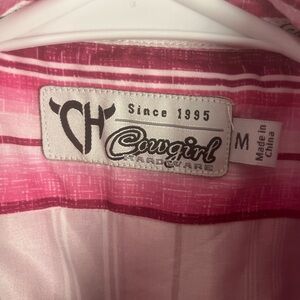 CH
Since 1995
Cowgirl
HARDWARE
M
Made in
China